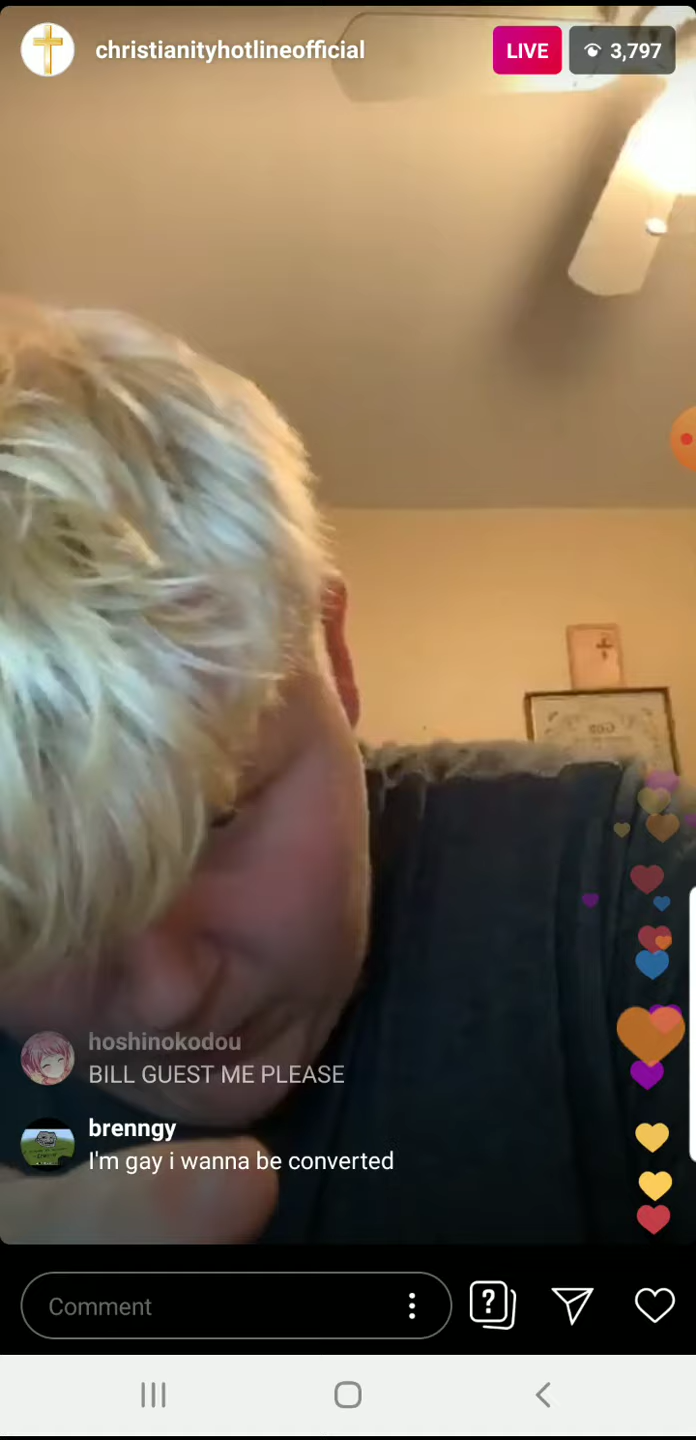 christianityhotlineofficial
LIVE
3,797
hoshinokodou
BILL GUEST ME PLEASE
brenngy
I'm gay i wanna be converted
Comment